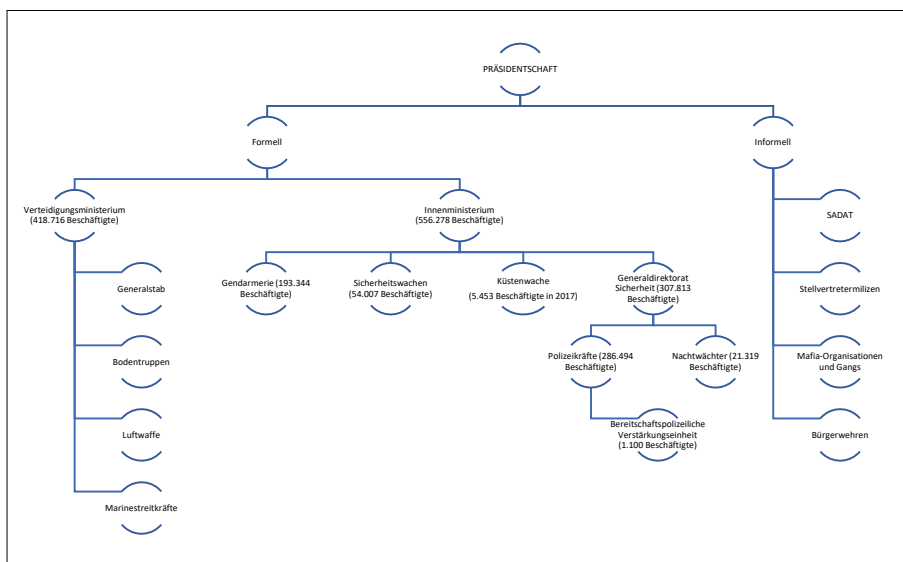 PRÄSIDENTSCHAFT
Formell
Informell
Verteidigungsministerium
(418.716 Beschäftigte)
Innenministerium
(556.278 Beschäftigte)
SADAT
Generalstab
Gendarmerie (193.344
Beschäftigte)
Sicherheitswachen
(54.007 Beschäftigte)
Küstenwache
(5.453 Beschäftigte in 2017)
Generaldirektorat
Sicherheit (307.813
Beschäftigte)
Stellvertretermilizen
Bodentruppen
Polizeikräfte (286.494
Beschäftigte)
Nachtwächter (21.319
Beschäftigte)
Mafia-Organisationen
und Gangs
Luftwaffe
Bereitschaftspolizeiliche
Verstärkungseinheit
(1.100 Beschäftigte)
Bürgerwehren
Marinestreitkräfte